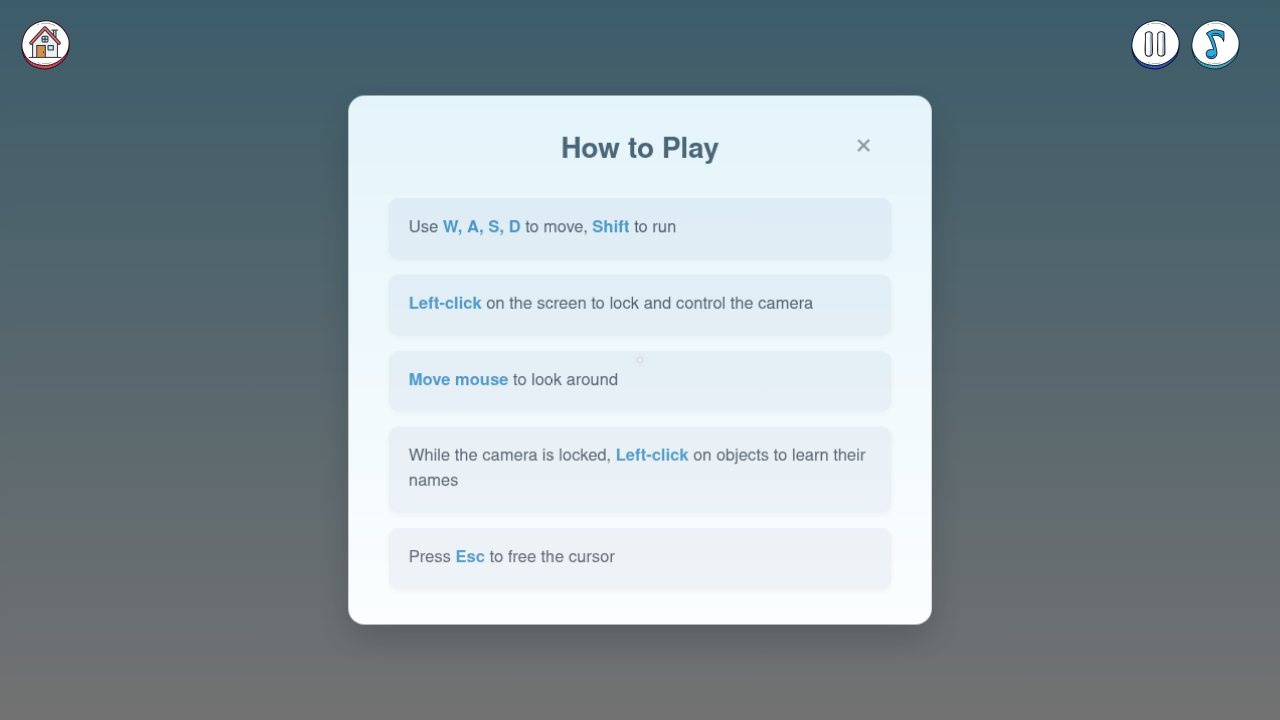 How to Play
×
Use W, A, S, D to move, Shift to run
Left-click on the screen to lock and control the camera
Move mouse to look around
While the camera is locked, Left-click on objects to learn their
names
Press Esc to free the cursor